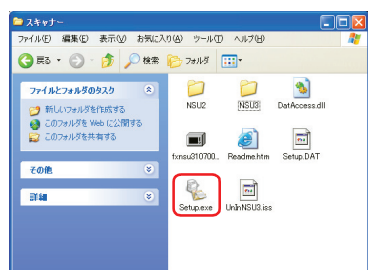 スキャナー
ファイル(F) 編集(E) 表示(V) お気に入り(A) ツール(T) ヘルプ(H)
戻る 検索 フォルダ
ファイルとフォルダのタスク
新しいフォルダを作成する
このフォルダを Web に公開する
このフォルダを共有する
その他
詳細
NSU2 NSU3 DatAccess.dll
fxnsu310700... Readme.htm Setup.DAT
Setup.exe UnInNSU3.iss